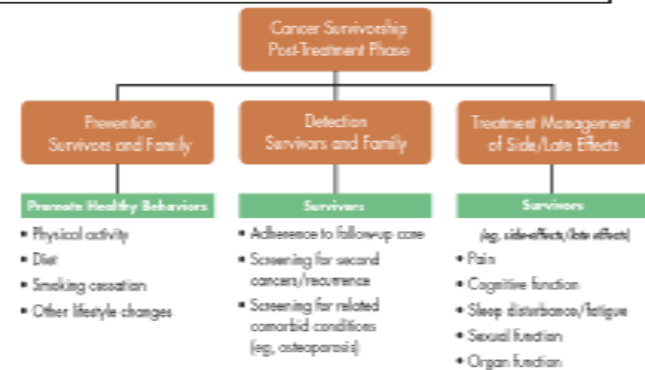 Cancer Survivorship
Post-Treatment Phase
Prevention
Survivors and Family
Detection
Survivors and Family
Treatment Management
of Side/Late Effects
Promote Healthy Behaviors
• Physical activity
• Diet
• Smoking cessation
• Other lifestyle changes
Survivors
• Adherence to follow-up care
• Screening for second
cancers/recurrence
• Screening for related
comorbid conditions
(eg, osteoporosis)
Survivors
(eg, side-effects/late effects)
• Pain
• Cognitive function
• Sleep disturbance/fatigue
• Sexual function
• Organ function